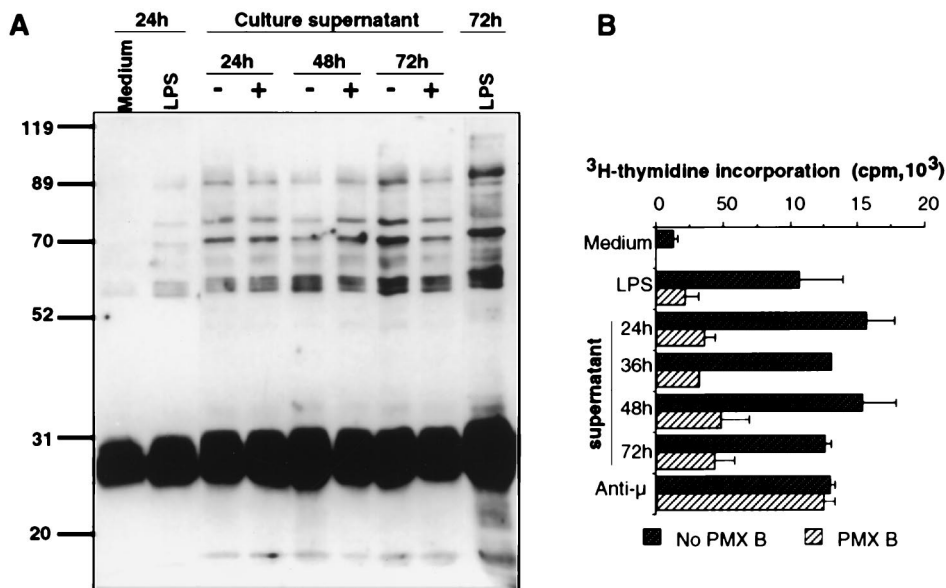 A
24h
Culture supernatant
72h
Medium
LPS
24h
48h
72h
LPS
- + - + - +
119
89
70
52
31
20
B
³H-thymidine incorporation (cpm,10³)
0 50 10 15 20
Medium
LPS
supernatant
24h
36h
48h
72h
Anti-µ
No PMX B
PMX B